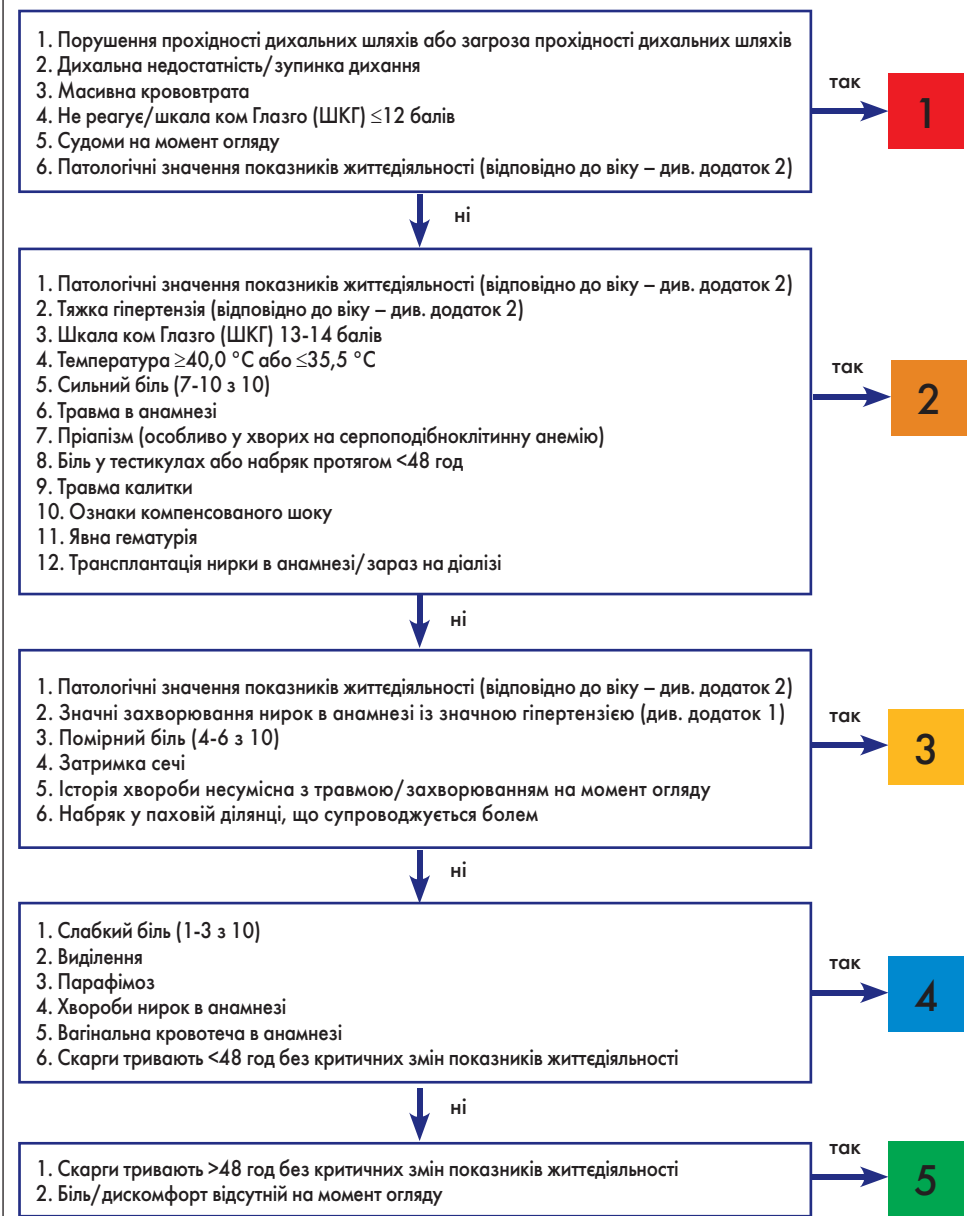 1. Порушення прохідності дихальних шляхів або загроза прохідності дихальних шляхів
2. Дихальна недостатність/зупинка дихання
3. Масивна крововтрата
4. Не реагує/шкала ком Глазго (ШКГ) ≤12 балів
5. Судоми на момент огляду
6. Патологічні значення показників життєдіяльності (відповідно до віку – див. додаток 2)
так
1
ні
1. Патологічні значення показників життєдіяльності (відповідно до віку – див. додаток 2)
2. Тяжка гіпертензія (відповідно до віку – див. додаток 2)
3. Шкала ком Глазго (ШКГ) 13-14 балів
4. Температура ≥40,0 °C або ≤35,5 °C
5. Сильний біль (7-10 з 10)
6. Травма в анамнезі
7. Пріапізм (особливо у хворих на серпоподібноклітинну анемію)
8. Біль у тестикулах або набряк протягом <48 год
9. Травма калитки
10. Ознаки компенсованого шоку
11. Явна гематурія
12. Трансплантація нирки в анамнезі/зараз на діалізі
так
2
ні
1. Патологічні значення показників життєдіяльності (відповідно до віку – див. додаток 2)
2. Значні захворювання нирок в анамнезі із значною гіпертензією (див. додаток 1)
3. Помірний біль (4-6 з 10)
4. Затримка сечі
5. Історія хвороби несумісна з травмою/захворюванням на момент огляду
6. Набряк у паховій ділянці, що супроводжується болем
так
3
ні
1. Слабкий біль (1-3 з 10)
2. Виділення
3. Парафімоз
4. Хвороби нирок в анамнезі
5. Вагінальна кровотеча в анамнезі
6. Скарги тривають <48 год без критичних змін показників життєдіяльності
так
4
ні
1. Скарги тривають >48 год без критичних змін показників життєдіяльності
2. Біль/дискомфорт відсутній на момент огляду
так
5